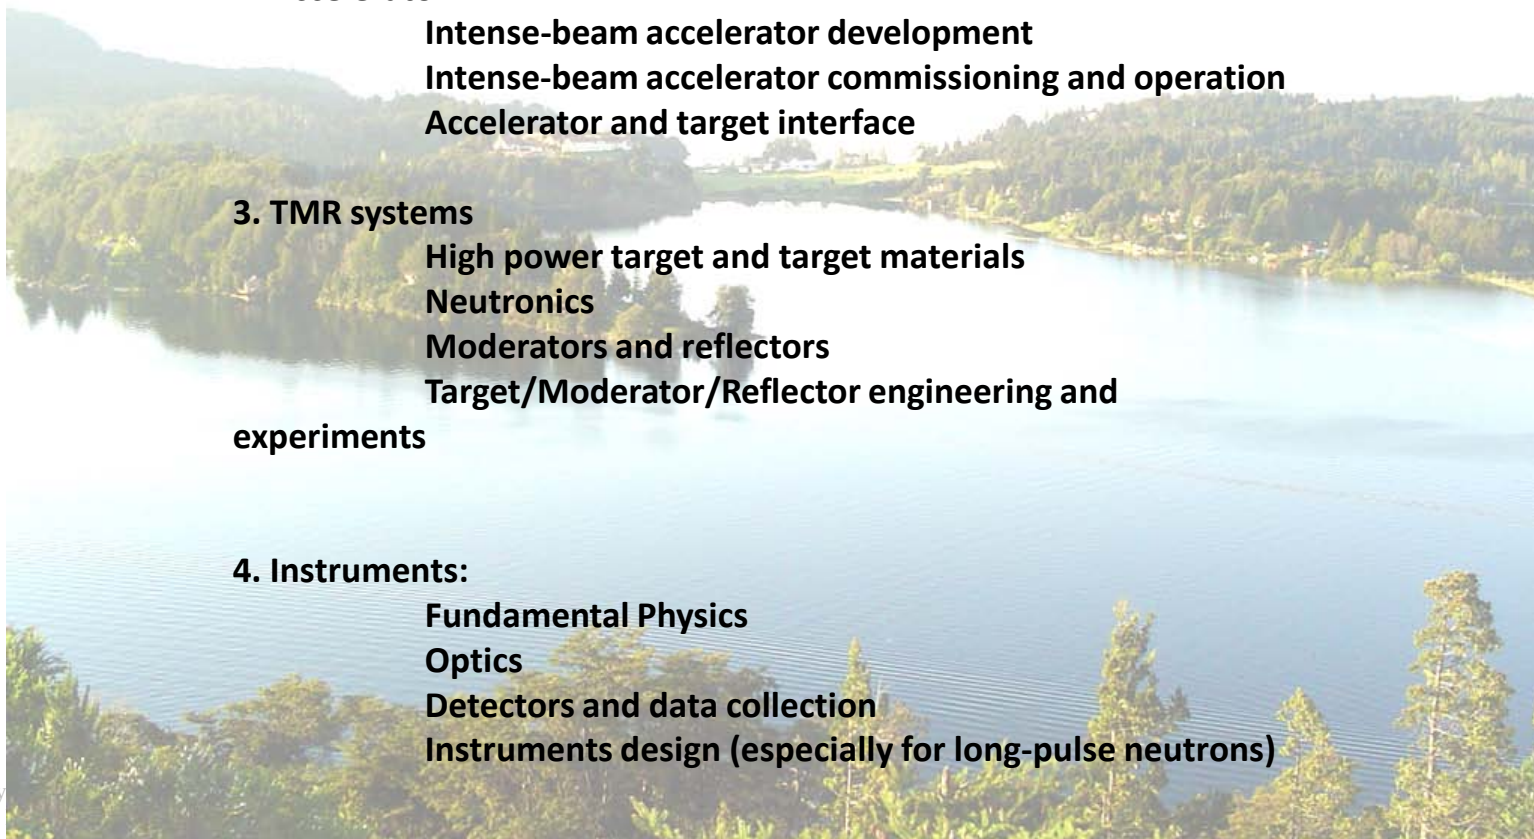 Intense-beam accelerator development
Intense-beam accelerator commissioning and operation
Accelerator and target interface
3. TMR systems
High power target and target materials
Neutronics
Moderators and reflectors
Target/Moderator/Reflector engineering and
experiments
4. Instruments:
Fundamental Physics
Optics
Detectors and data collection
Instruments design (especially for long-pulse neutrons)